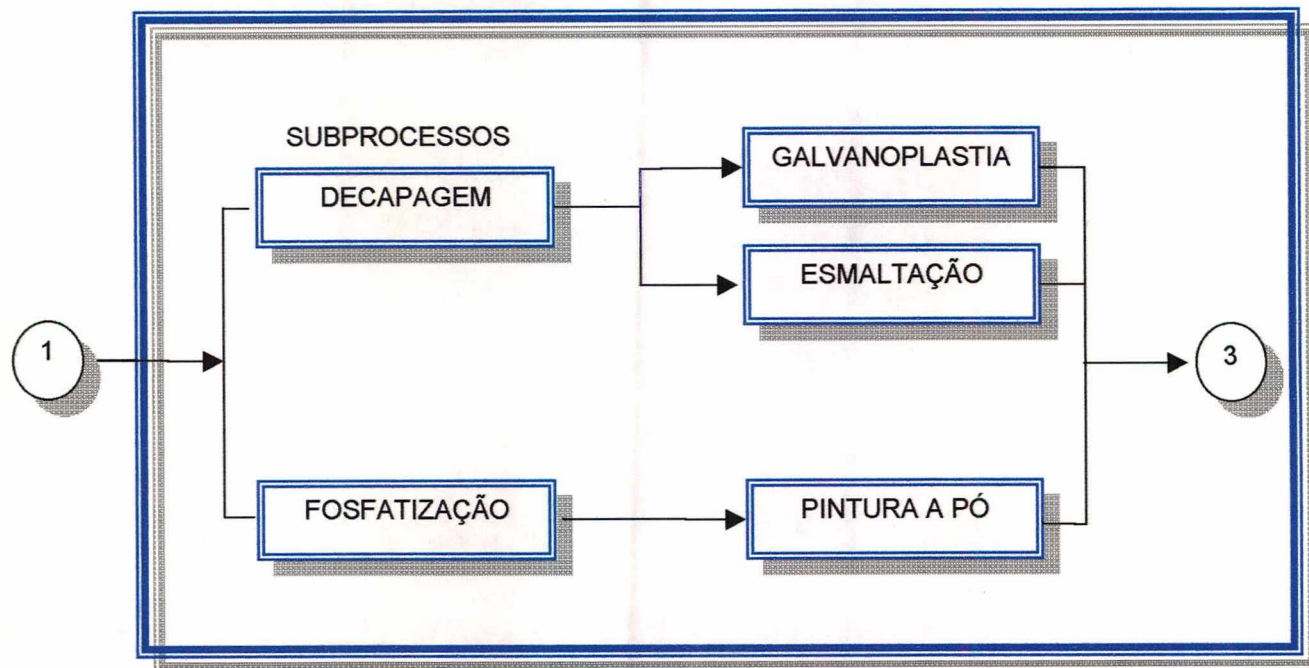 SUBPROCESSOS
DECAPAGEM
GALVANOPLASTIA
ESMALTAÇÃO
1
3
FOSFATIZAÇÃO
PINTURA A PÓ